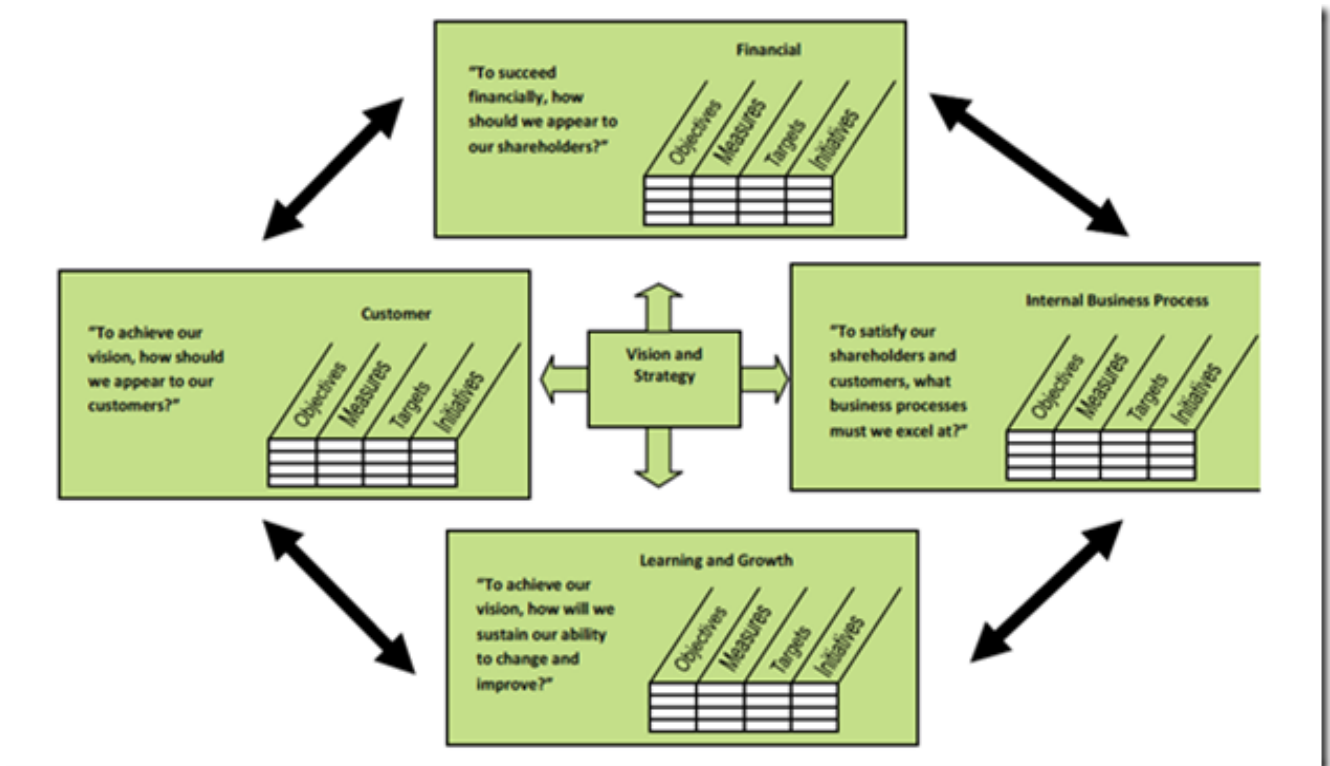 Financial
"To succeed
financially, how
should we appear to
our shareholders?"
Objectives
Measures
Targets
Initiatives
Customer
"To achieve our
vision, how should
we appear to our
customers?"
Objectives
Measures
Targets
Initiatives
Vision and
Strategy
Internal Business Process
"To satisfy our
shareholders and
customers, what
business processes
must we excel at?"
Objectives
Measures
Targets
Initiatives
Learning and Growth
"To achieve our
vision, how will we
sustain our ability
to change and
improve?"
Objectives
Measures
Targets
Initiatives